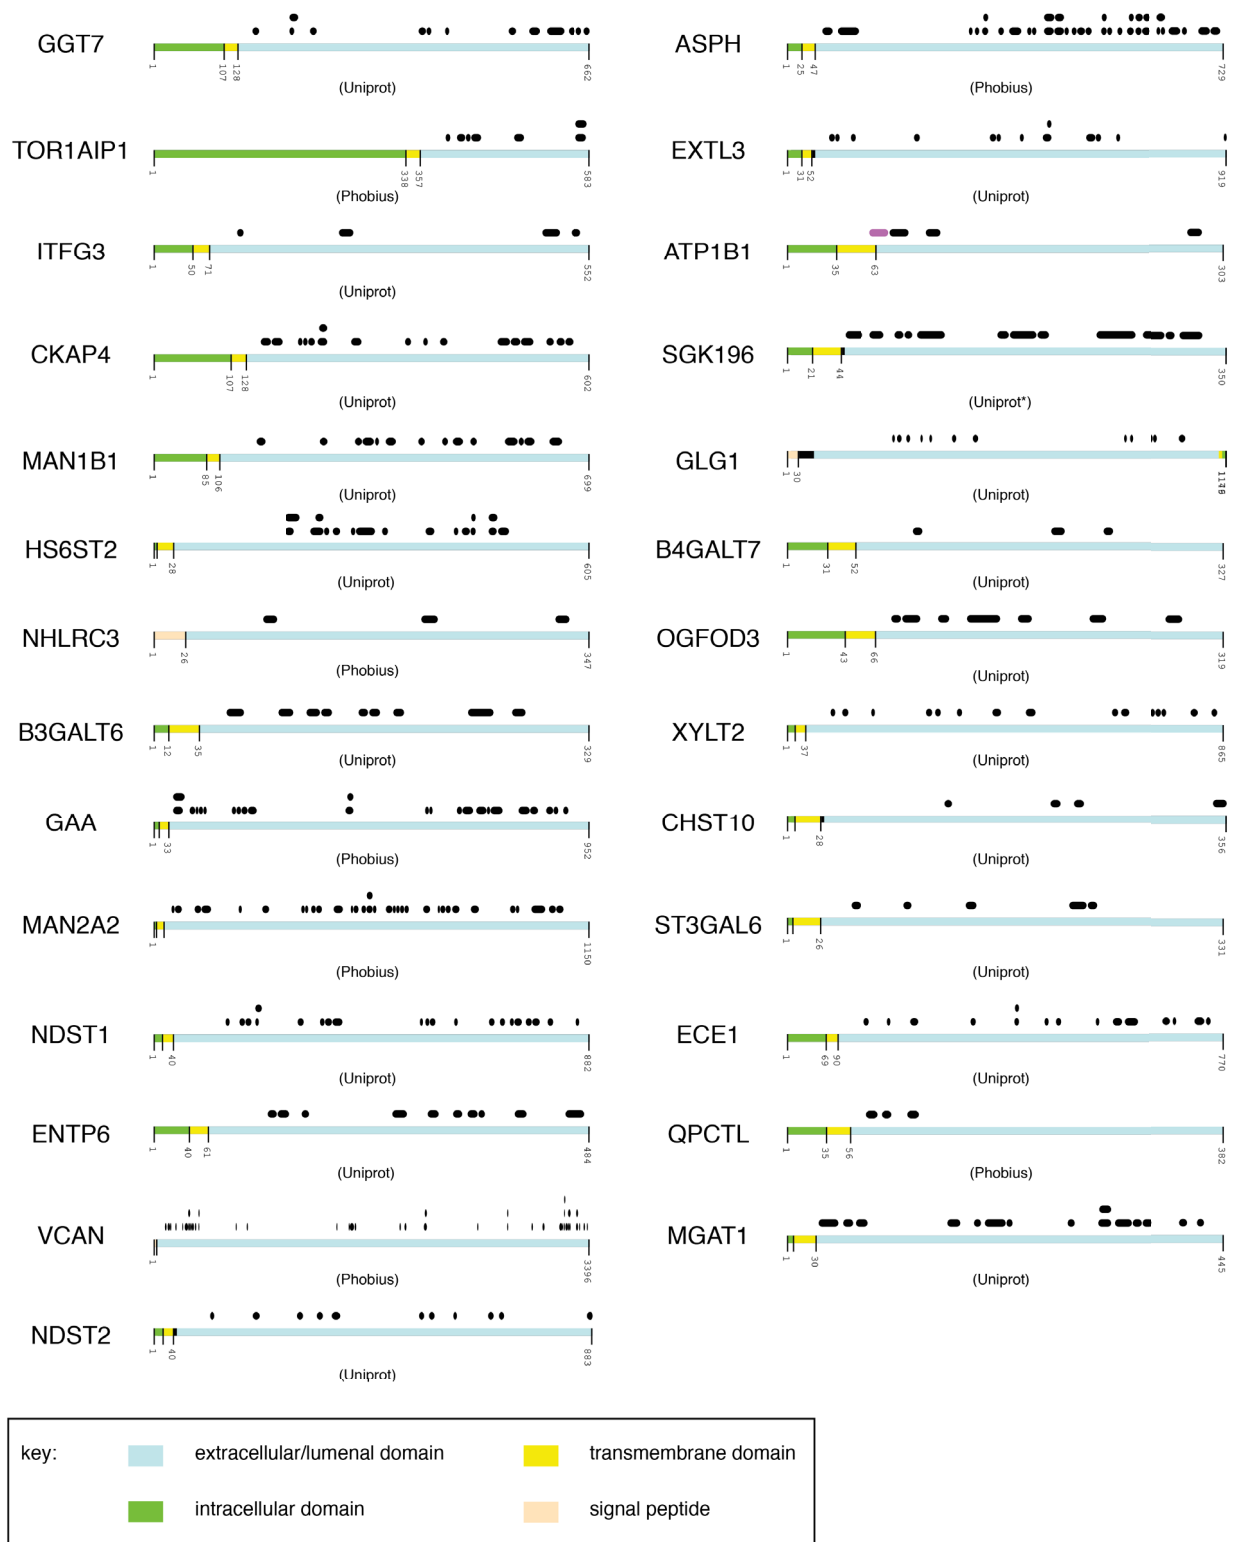 GGT7
1 107 128 662
(Uniprot)
TOR1AIP1
1 338 357 583
(Phobius)
ITFG3
1 50 71 552
(Uniprot)
CKAP4
1 107 128 602
(Uniprot)
MAN1B1
1 85 106 699
(Uniprot)
HS6ST2
1 28 605
(Uniprot)
NHLRC3
1 26 347
(Phobius)
B3GALT6
1 12 35 329
(Uniprot)
GAA
1 33 952
(Phobius)
MAN2A2
1 1150
(Phobius)
NDST1
1 40 882
(Uniprot)
ENTP6
1 40 61 484
(Uniprot)
VCAN
1 3396
(Phobius)
NDST2
1 40 883
(Uniprot)
ASPH
1 25 47 729
(Phobius)
EXTL3
1 31 52 919
(Uniprot)
ATP1B1
1 35 63 303
(Uniprot)
SGK196
1 21 44 350
(Uniprot*)
GLG1
1 30
(Uniprot)
B4GALT7
1 31 52 327
(Uniprot)
OGFOD3
1 43 66 319
(Uniprot)
XYLT2
1 37 865
(Uniprot)
CHST10
1 28 356
(Uniprot)
ST3GAL6
1 26 331
(Uniprot)
ECE1
1 69 90 770
(Uniprot)
QPCTL
1 35 56 382
(Phobius)
MGAT1
1 30 445
(Uniprot)
key: extracellular/lumenal domain transmembrane domain
intracellular domain signal peptide